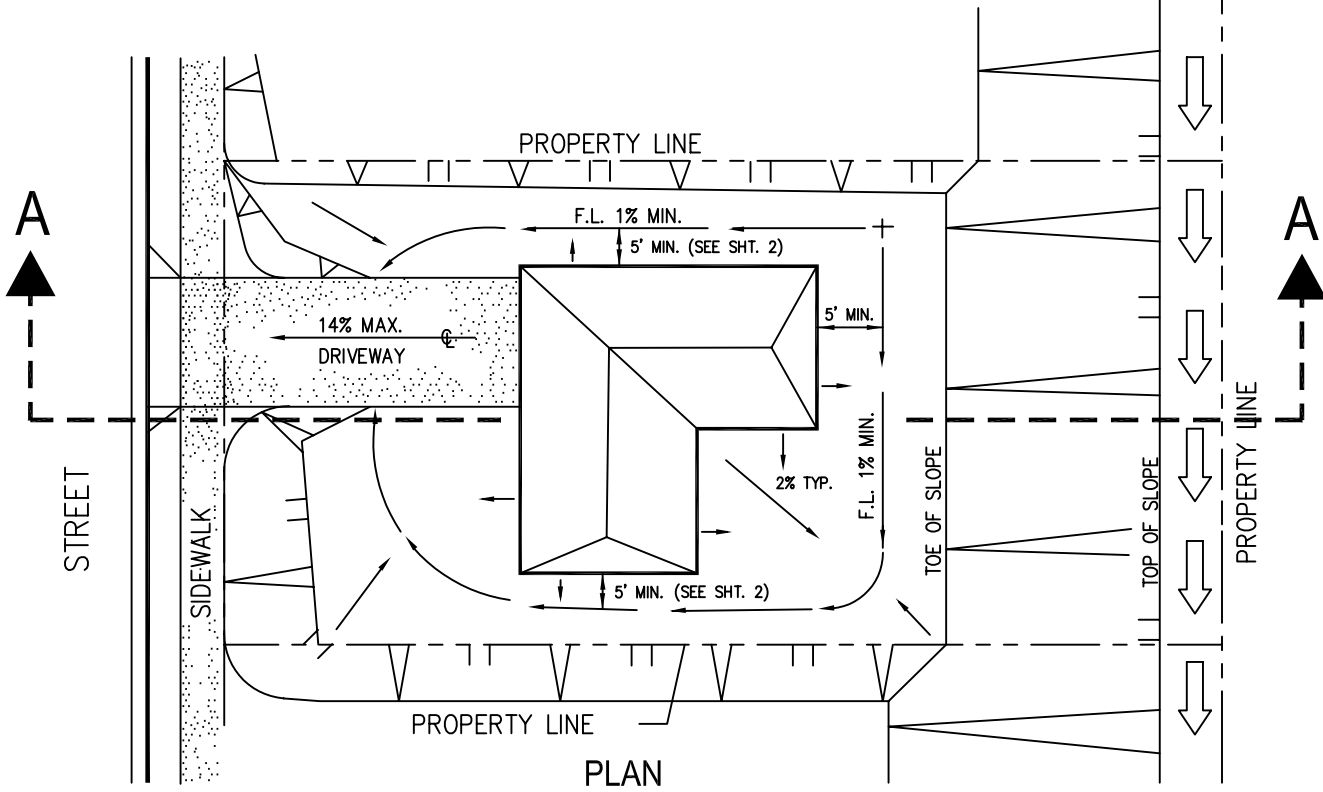 PROPERTY LINE
A
A
F.L. 1% MIN.
5' MIN. (SEE SHT. 2)
5' MIN.
14% MAX.
℄
DRIVEWAY
F.L. 1% MIN.
2% TYP.
STREET
SIDEWALK
TOE OF SLOPE
TOP OF SLOPE
PROPERTY LINE
5' MIN. (SEE SHT. 2)
PROPERTY LINE
PLAN